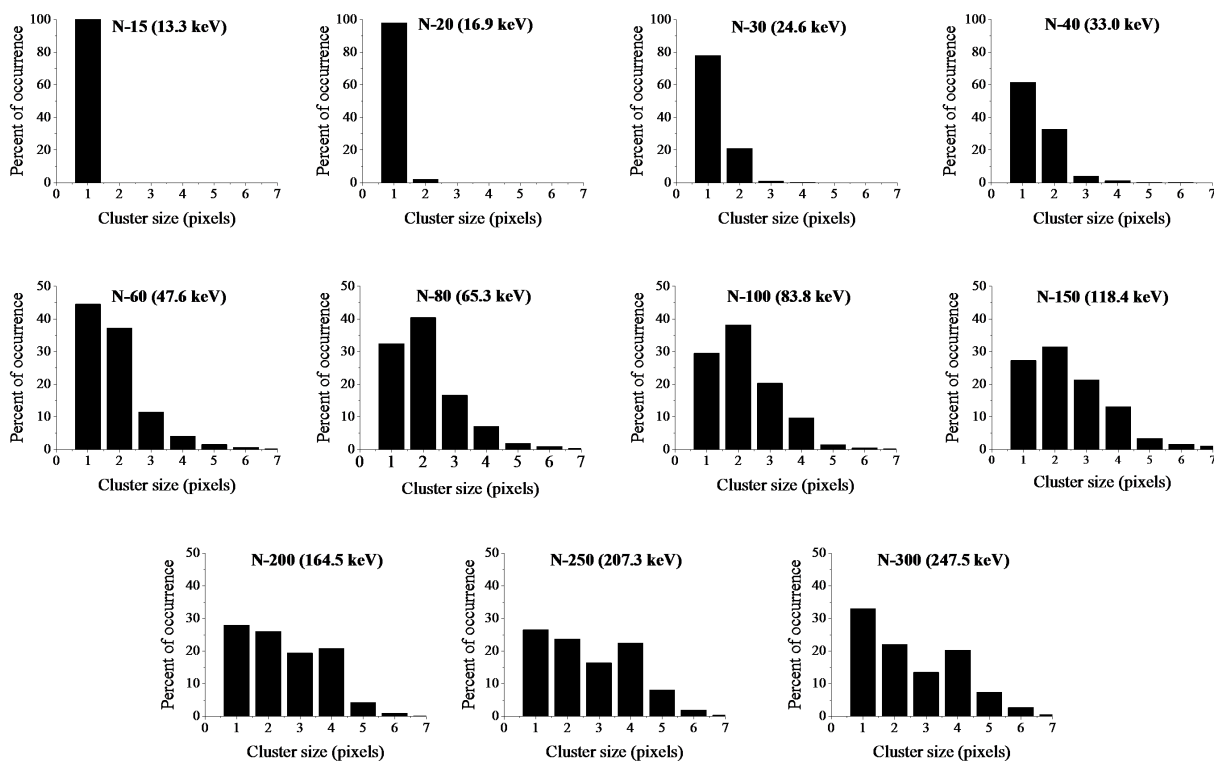 N-15 (13.3 keV)
Percent of occurrence
100
80
60
40
20
0
0 1 2 3 4 5 6 7
Cluster size (pixels)
N-20 (16.9 keV)
Percent of occurrence
100
80
60
40
20
0
0 1 2 3 4 5 6 7
Cluster size (pixels)
N-30 (24.6 keV)
Percent of occurrence
100
80
60
40
20
0
0 1 2 3 4 5 6 7
Cluster size (pixels)
N-40 (33.0 keV)
Percent of occurrence
100
80
60
40
20
0
0 1 2 3 4 5 6 7
Cluster size (pixels)
N-60 (47.6 keV)
Percent of occurrence
50
40
30
20
10
0
0 1 2 3 4 5 6 7
Cluster size (pixels)
N-80 (65.3 keV)
Percent of occurrence
50
40
30
20
10
0
0 1 2 3 4 5 6 7
Cluster size (pixels)
N-100 (83.8 keV)
Percent of occurrence
50
40
30
20
10
0
0 1 2 3 4 5 6 7
Cluster size (pixels)
N-150 (118.4 keV)
Percent of occurrence
50
40
30
20
10
0
0 1 2 3 4 5 6 7
Cluster size (pixels)
N-200 (164.5 keV)
Percent of occurrence
50
40
30
20
10
0
0 1 2 3 4 5 6 7
Cluster size (pixels)
N-250 (207.3 keV)
Percent of occurrence
50
40
30
20
10
0
0 1 2 3 4 5 6 7
Cluster size (pixels)
N-300 (247.5 keV)
Percent of occurrence
50
40
30
20
10
0
0 1 2 3 4 5 6 7
Cluster size (pixels)